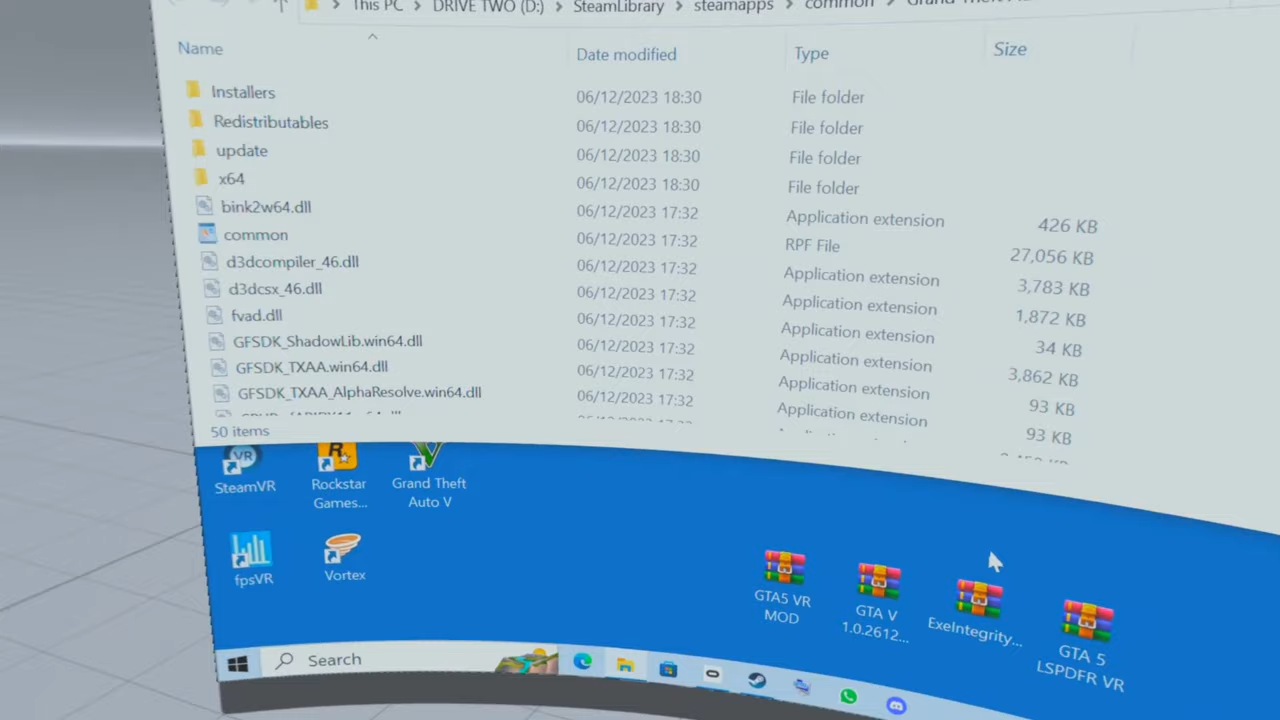 This PC > DRIVE TWO (D:) > SteamLibrary > steamapps > common >
Name Date modified Type Size
Installers 06/12/2023 18:30 File folder
Redistributables 06/12/2023 18:30 File folder
update 06/12/2023 18:30 File folder
x64 06/12/2023 18:30 File folder
bink2w64.dll 06/12/2023 17:32 Application extension 426 KB
common 06/12/2023 17:32 RPF File 27,056 KB
d3dcompiler_46.dll 06/12/2023 17:32 Application extension 3,783 KB
d3dcsx_46.dll 06/12/2023 17:32 Application extension 1,872 KB
fvad.dll 06/12/2023 17:32 Application extension 34 KB
GFSDK_ShadowLib.win64.dll 06/12/2023 17:32 Application extension 3,862 KB
GFSDK_TXAA.win64.dll 06/12/2023 17:32 Application extension 93 KB
GFSDK_TXAA_AlphaResolve.win64.dll 06/12/2023 17:32 Application extension 93 KB
50 items
VR
SteamVR
R
Rockstar
Games...
V
Grand Theft
Auto V
fpsVR
Vortex
GTA5 VR
MOD
GTA V
1.0.2612...
ExeIntegrity...
GTA 5
LSPDFR VR
Search